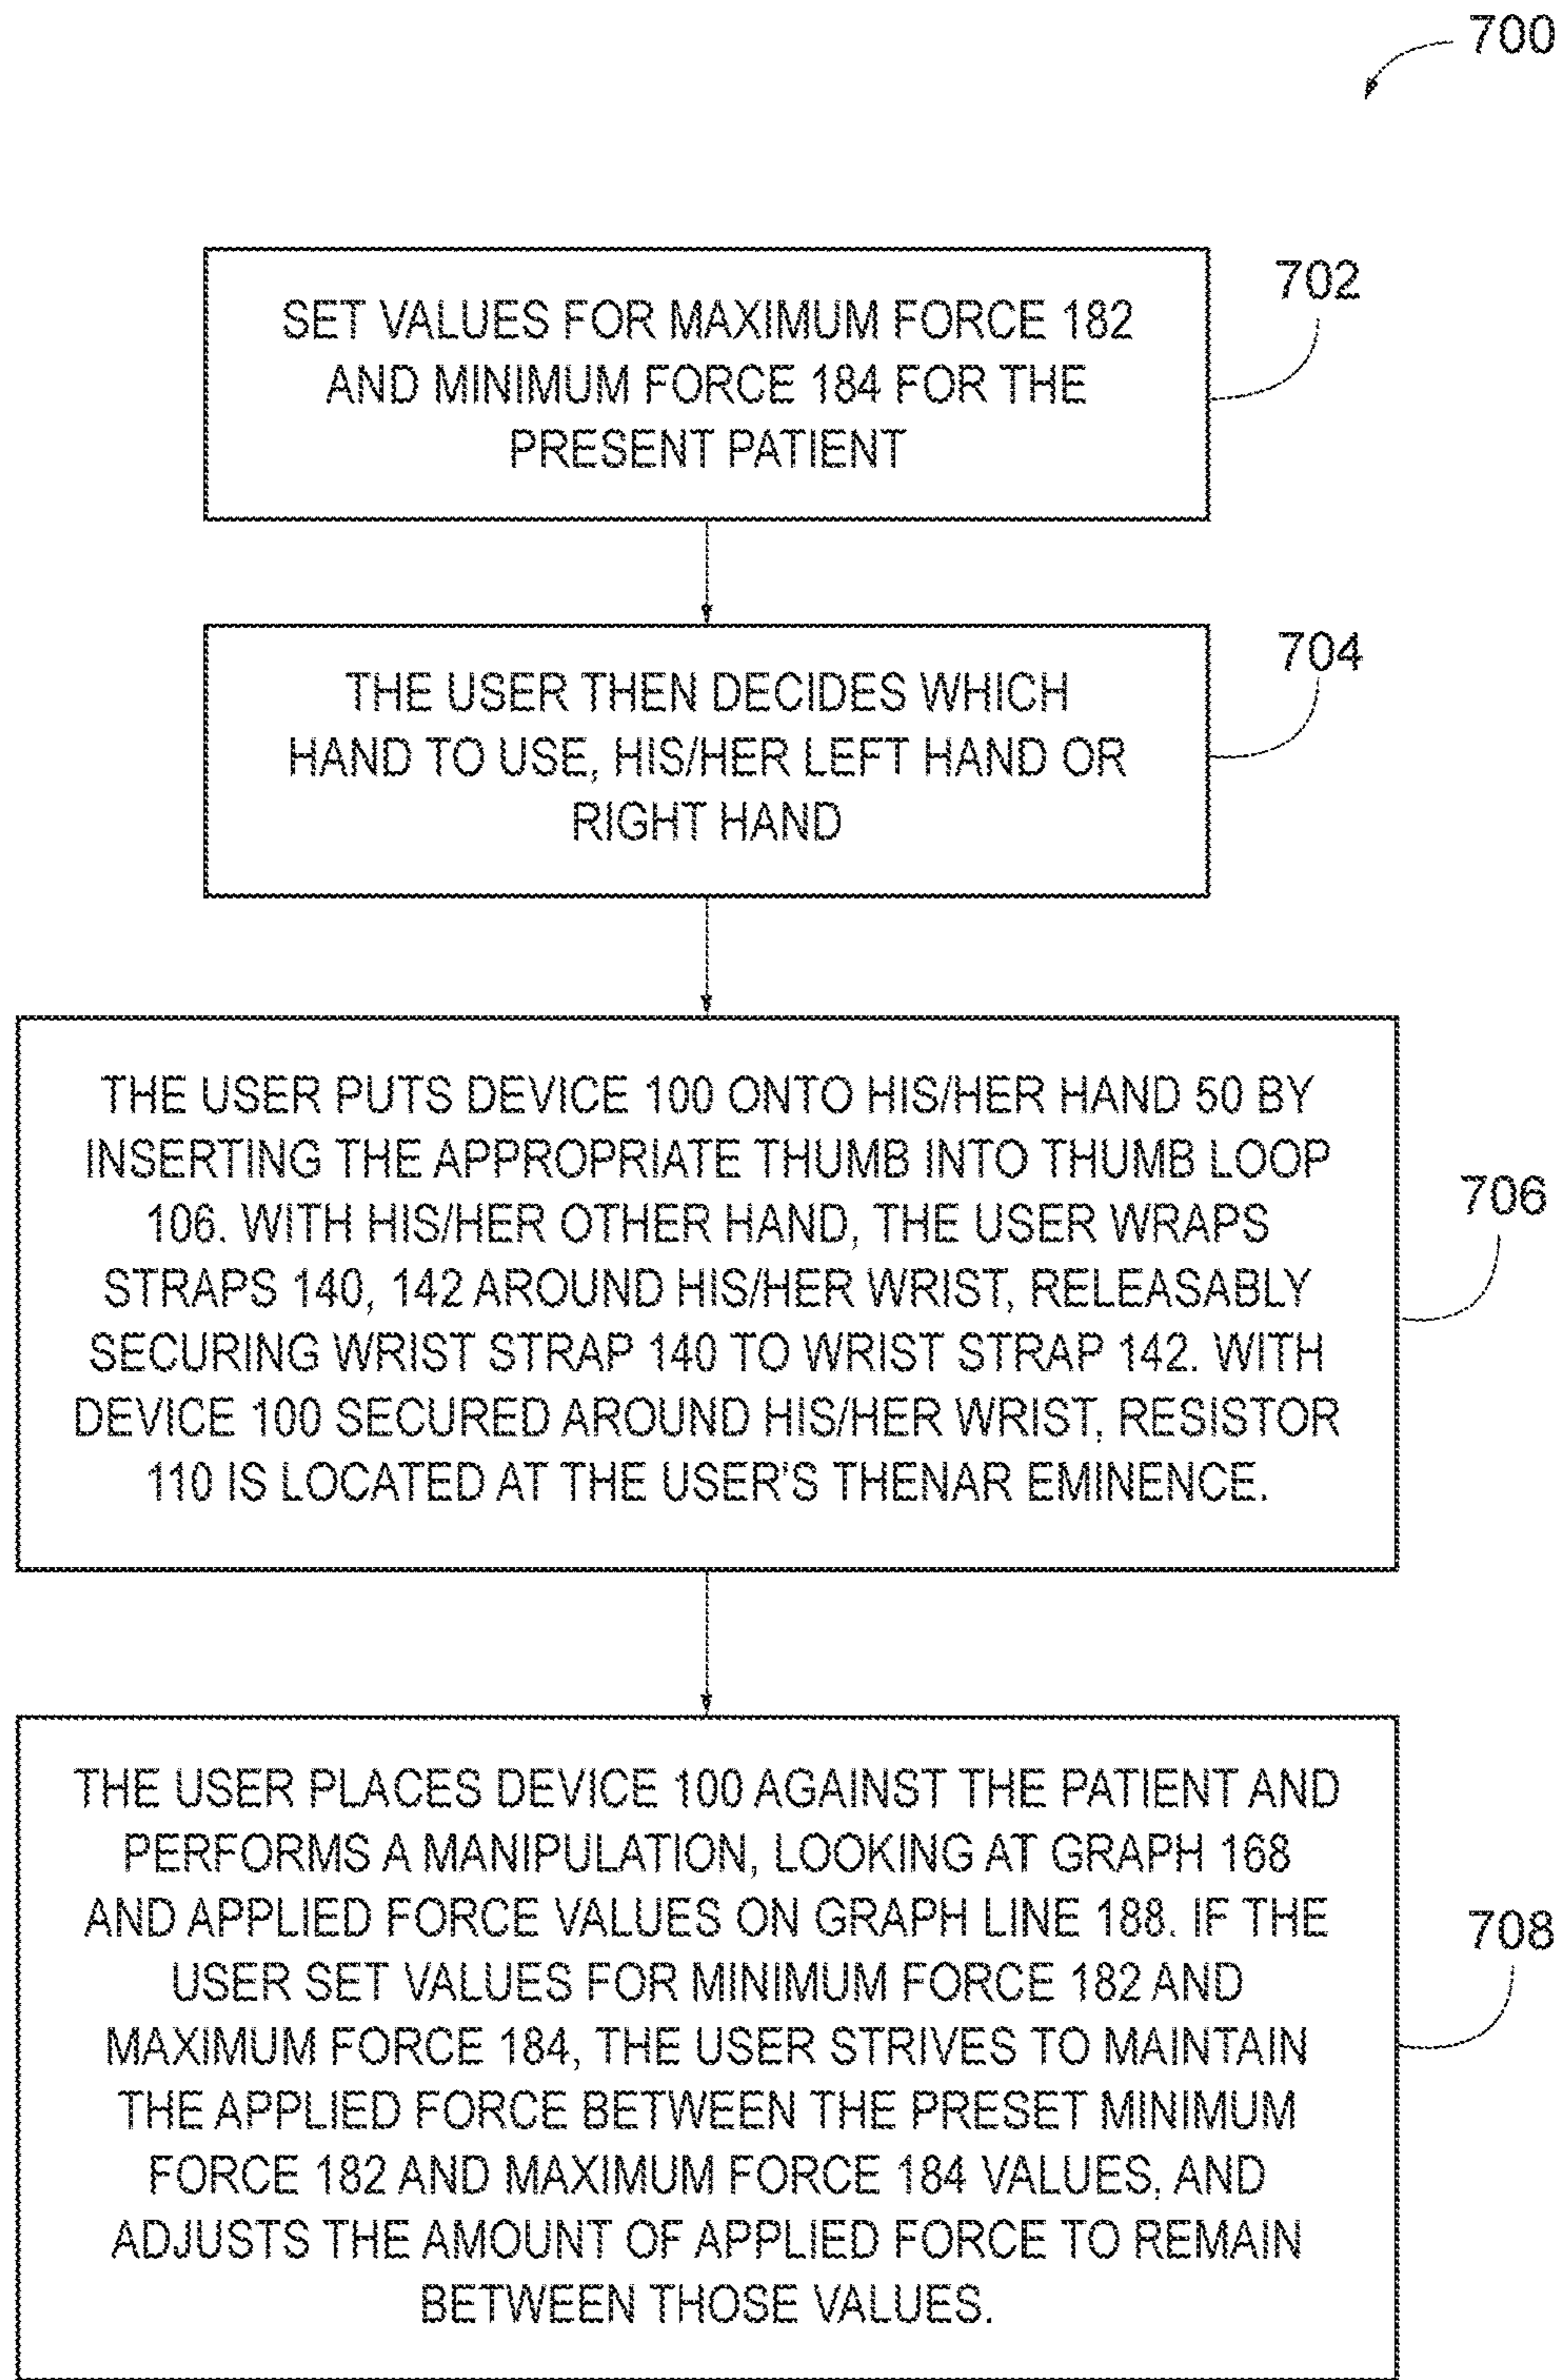 700
SET VALUES FOR MAXIMUM FORCE 182
AND MINIMUM FORCE 184 FOR THE
PRESENT PATIENT
702
THE USER THEN DECIDES WHICH
HAND TO USE, HIS/HER LEFT HAND OR
RIGHT HAND
704
THE USER PUTS DEVICE 100 ONTO HIS/HER HAND 50 BY
INSERTING THE APPROPRIATE THUMB INTO THUMB LOOP
106. WITH HIS/HER OTHER HAND, THE USER WRAPS
STRAPS 140, 142 AROUND HIS/HER WRIST, RELEASABLY
SECURING WRIST STRAP 140 TO WRIST STRAP 142. WITH
DEVICE 100 SECURED AROUND HIS/HER WRIST, RESISTOR
110 IS LOCATED AT THE USER'S THENAR EMINENCE.
706
THE USER PLACES DEVICE 100 AGAINST THE PATIENT AND
PERFORMS A MANIPULATION, LOOKING AT GRAPH 168
AND APPLIED FORCE VALUES ON GRAPH LINE 188. IF THE
USER SET VALUES FOR MINIMUM FORCE 182 AND
MAXIMUM FORCE 184, THE USER STRIVES TO MAINTAIN
THE APPLIED FORCE BETWEEN THE PRESET MINIMUM
FORCE 182 AND MAXIMUM FORCE 184 VALUES, AND
ADJUSTS THE AMOUNT OF APPLIED FORCE TO REMAIN
BETWEEN THOSE VALUES.
708